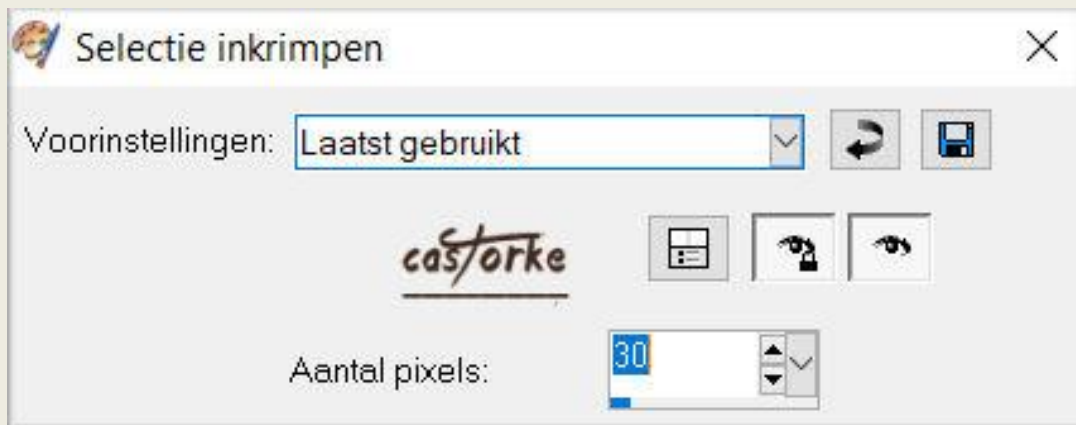 Selectie inkrimpen
Voorinstellingen: Laatst gebruikt
castorke
Aantal pixels: 30